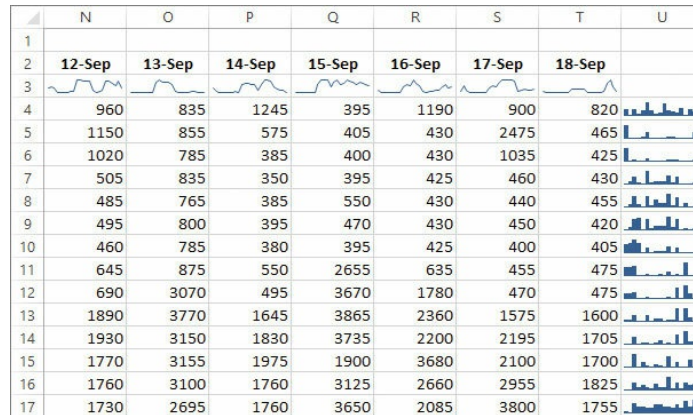 N O P Q R S T U
1
2 12-Sep 13-Sep 14-Sep 15-Sep 16-Sep 17-Sep 18-Sep
3
4 960 835 1245 395 1190 900 820
5 1150 855 575 405 430 2475 465
6 1020 785 385 400 430 1035 425
7 505 835 350 395 425 460 430
8 485 765 385 550 430 440 455
9 495 800 395 470 430 450 420
10 460 785 380 395 425 400 405
11 645 875 550 2655 635 455 475
12 690 3070 495 3670 1780 470 475
13 1890 3770 1645 3865 2360 1575 1600
14 1930 3150 1830 3735 2200 2195 1705
15 1770 3155 1975 1900 3680 2100 1700
16 1760 3100 1760 3125 2660 2955 1825
17 1730 2695 1760 3650 2085 3800 1755